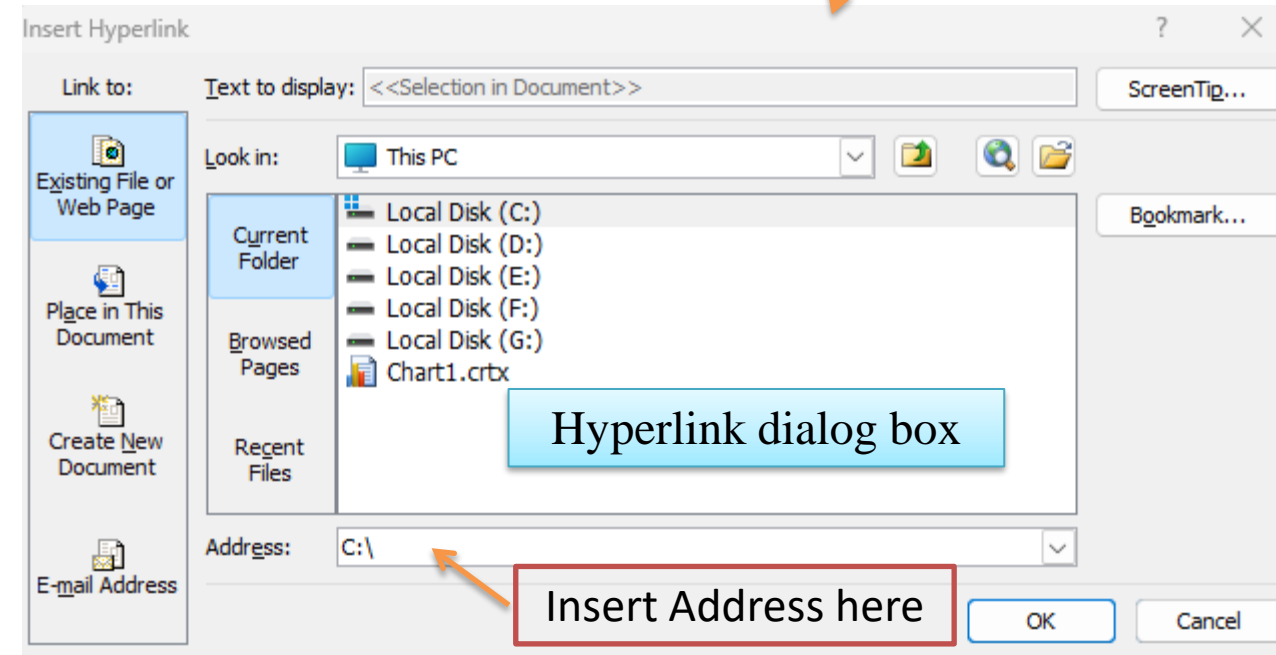 Insert Hyperlink
?
Link to:
Text to display: <<Selection in Document>>
ScreenTip...
Existing File or
Web Page
Look in:
This PC
Current
Folder
Local Disk (C:)
Local Disk (D:)
Local Disk (E:)
Local Disk (F:)
Local Disk (G:)
Chart1.crtx
Bookmark...
Place in This
Document
Browsed
Pages
Hyperlink dialog box
Create New
Document
Recent
Files
Address:
C:\
E-mail Address
Insert Address here
OK
Cancel